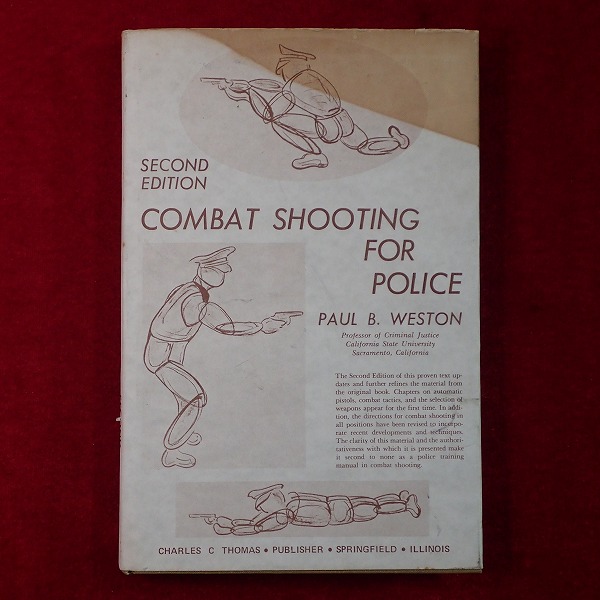 SECOND
EDITION
COMBAT SHOOTING
FOR
POLICE
PAUL B. WESTON
Professor of Criminal Justice
California State University
Sacramento, California
The Second Edition of this proven text up-
dates and further refines the material from
the original book. Chapters on automatic
pistols, combat tactics, and the selection of
weapons appear for the first time. In addi-
tion, the directions for combat shooting in
all positions have been revised to incorpo-
rate recent developments and techniques.
The clarity of this material and the authori-
tativeness with which it is presented make
it second to none as a police training
manual in combat shooting.
CHARLES C THOMAS • PUBLISHER • SPRINGFIELD • ILLINOIS